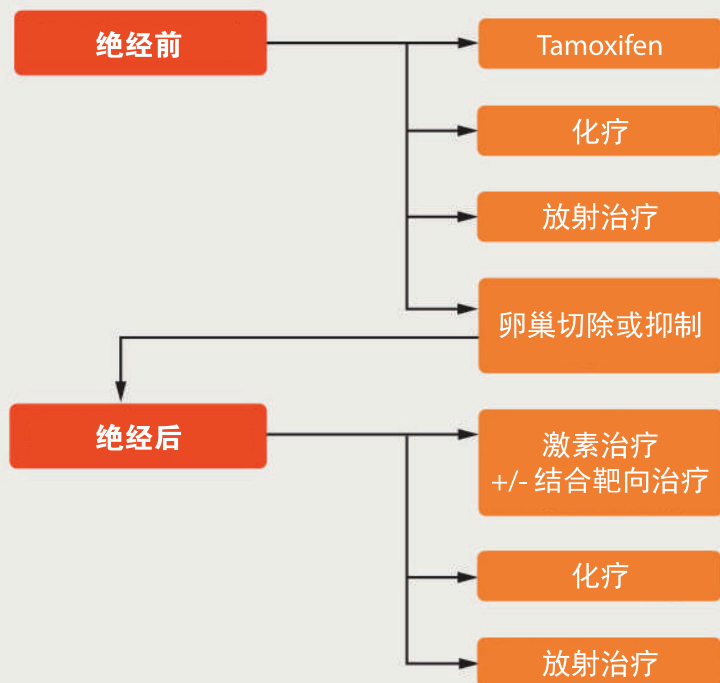 绝经前
Tamoxifen
化疗
放射治疗
卵巢切除或抑制
绝经后
激素治疗
+/- 结合靶向治疗
化疗
放射治疗